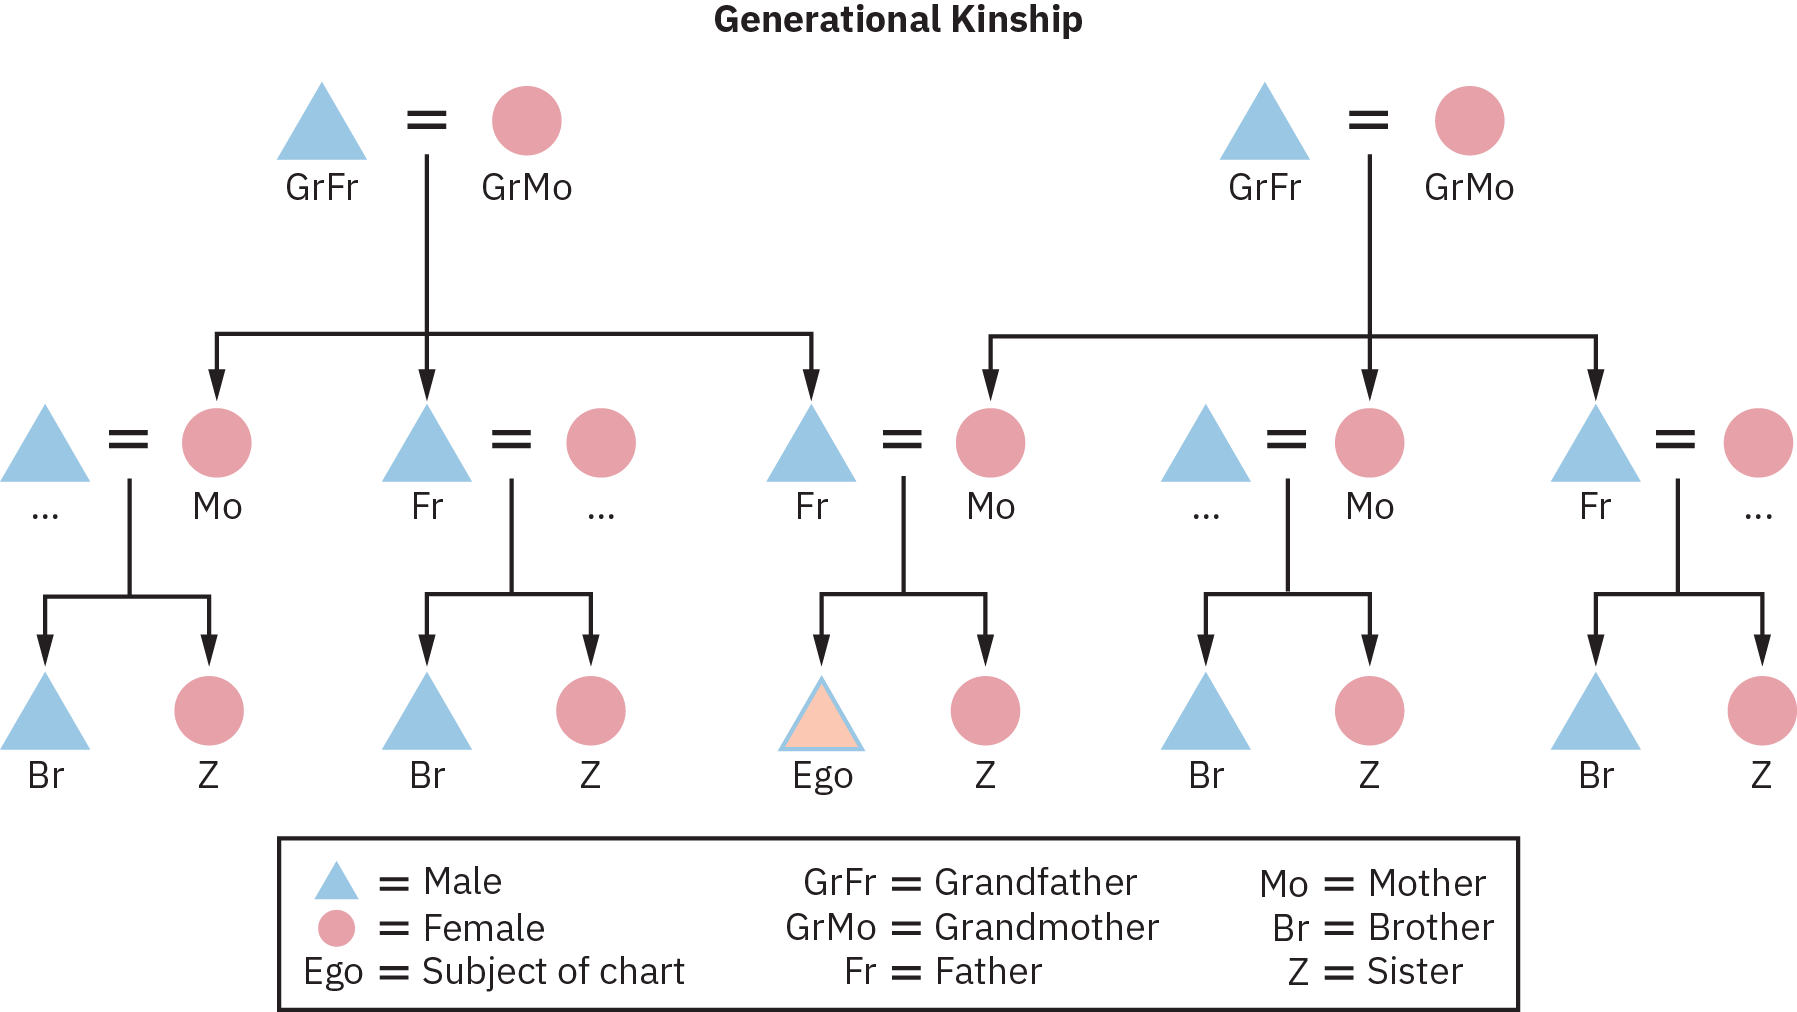 Generational Kinship
GrFr = GrMo GrFr = GrMo
... = Mo Fr = ... Fr = Mo ... = Mo Fr = ...
Br Z Br Z Ego Z Br Z Br Z
= Male GrFr = Grandfather Mo = Mother
= Female GrMo = Grandmother Br = Brother
Ego = Subject of chart Fr = Father Z = Sister